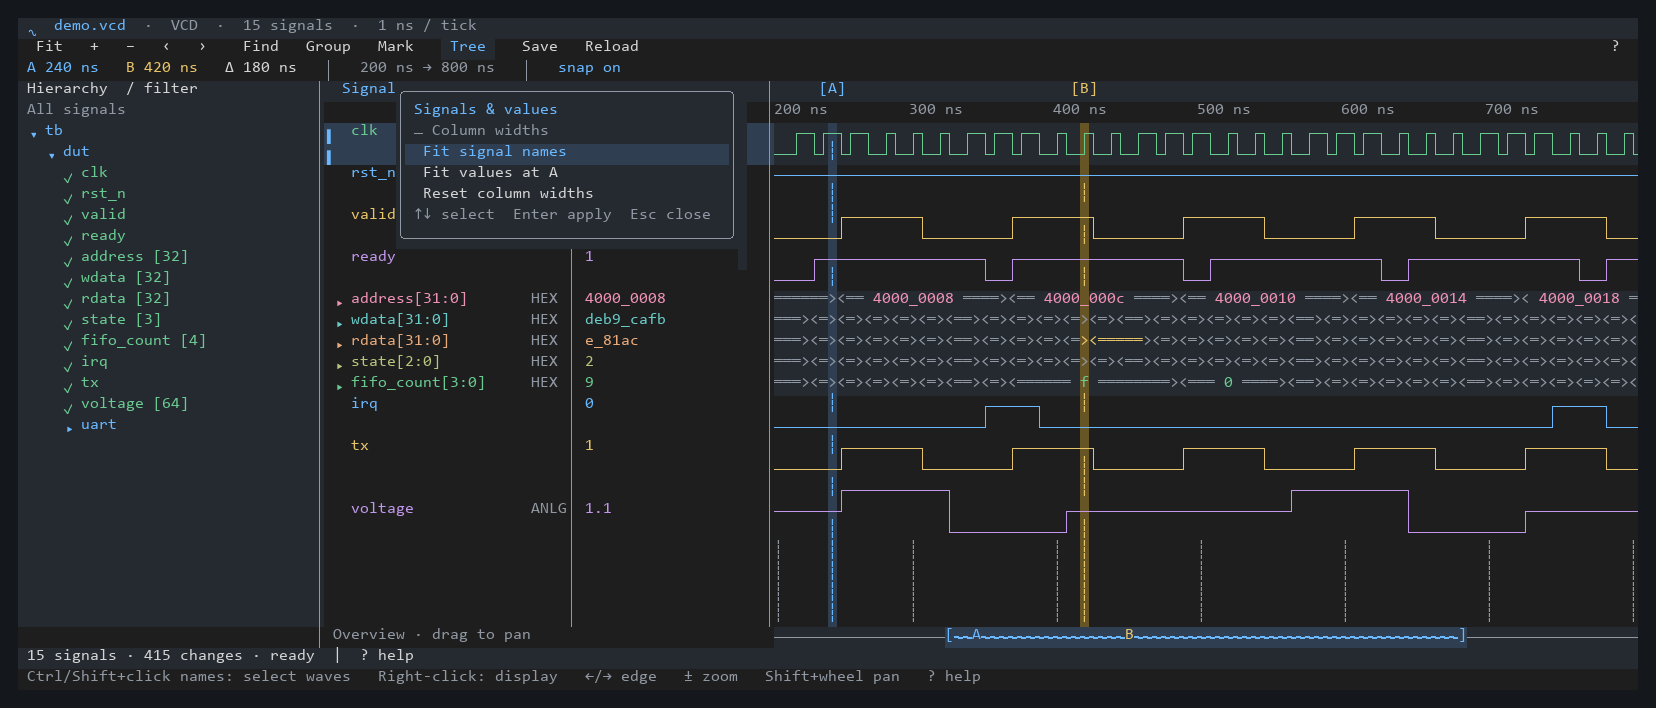 demo.vcd · VCD · 15 signals · 1 ns / tick
Fit + − ‹ › Find Group Mark Tree Save Reload ?
A 240 ns B 420 ns Δ 180 ns │ 200 ns → 800 ns │ snap on
Hierarchy / filter
All signals
▾ tb
▾ dut
✓ clk
✓ rst_n
✓ valid
✓ ready
✓ address [32]
✓ wdata [32]
✓ rdata [32]
✓ state [3]
✓ fifo_count [4]
✓ irq
✓ tx
✓ voltage [64]
▸ uart
Signal
clk
rst_n
valid
ready 1
▸ address[31:0] HEX 4000_0008
▸ wdata[31:0] HEX deb9_cafb
▸ rdata[31:0] HEX e_81ac
▸ state[2:0] HEX 2
▸ fifo_count[3:0] HEX 9
irq 0
tx 1
voltage ANLG 1.1
Signals & values
— Column widths
Fit signal names
Fit values at A
Reset column widths
↑↓ select Enter apply Esc close
[A] [B]
200 ns 300 ns 400 ns 500 ns 600 ns 700 ns
4000_0008 4000_000c 4000_0010 4000_0014 4000_0018
f 0
Overview · drag to pan
[ A B ]
15 signals · 415 changes · ready │ ? help
Ctrl/Shift+click names: select waves Right-click: display ←/→ edge ± zoom Shift+wheel pan ? help